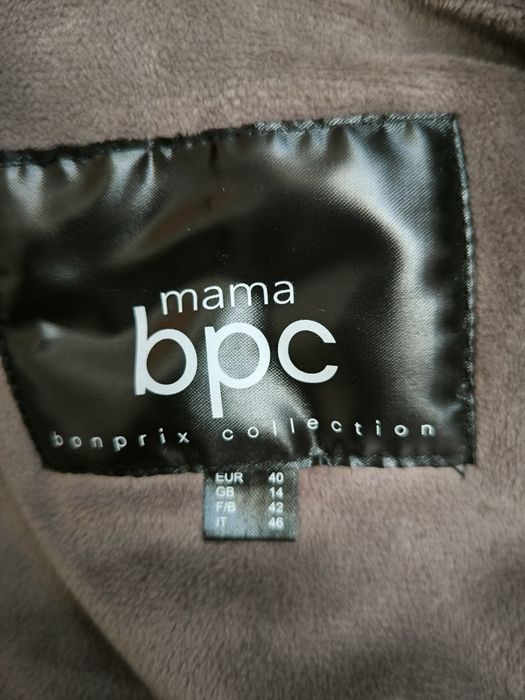 mama
bpc
bonprix collection
EUR 40
GB 14
F/B 42
IT 46